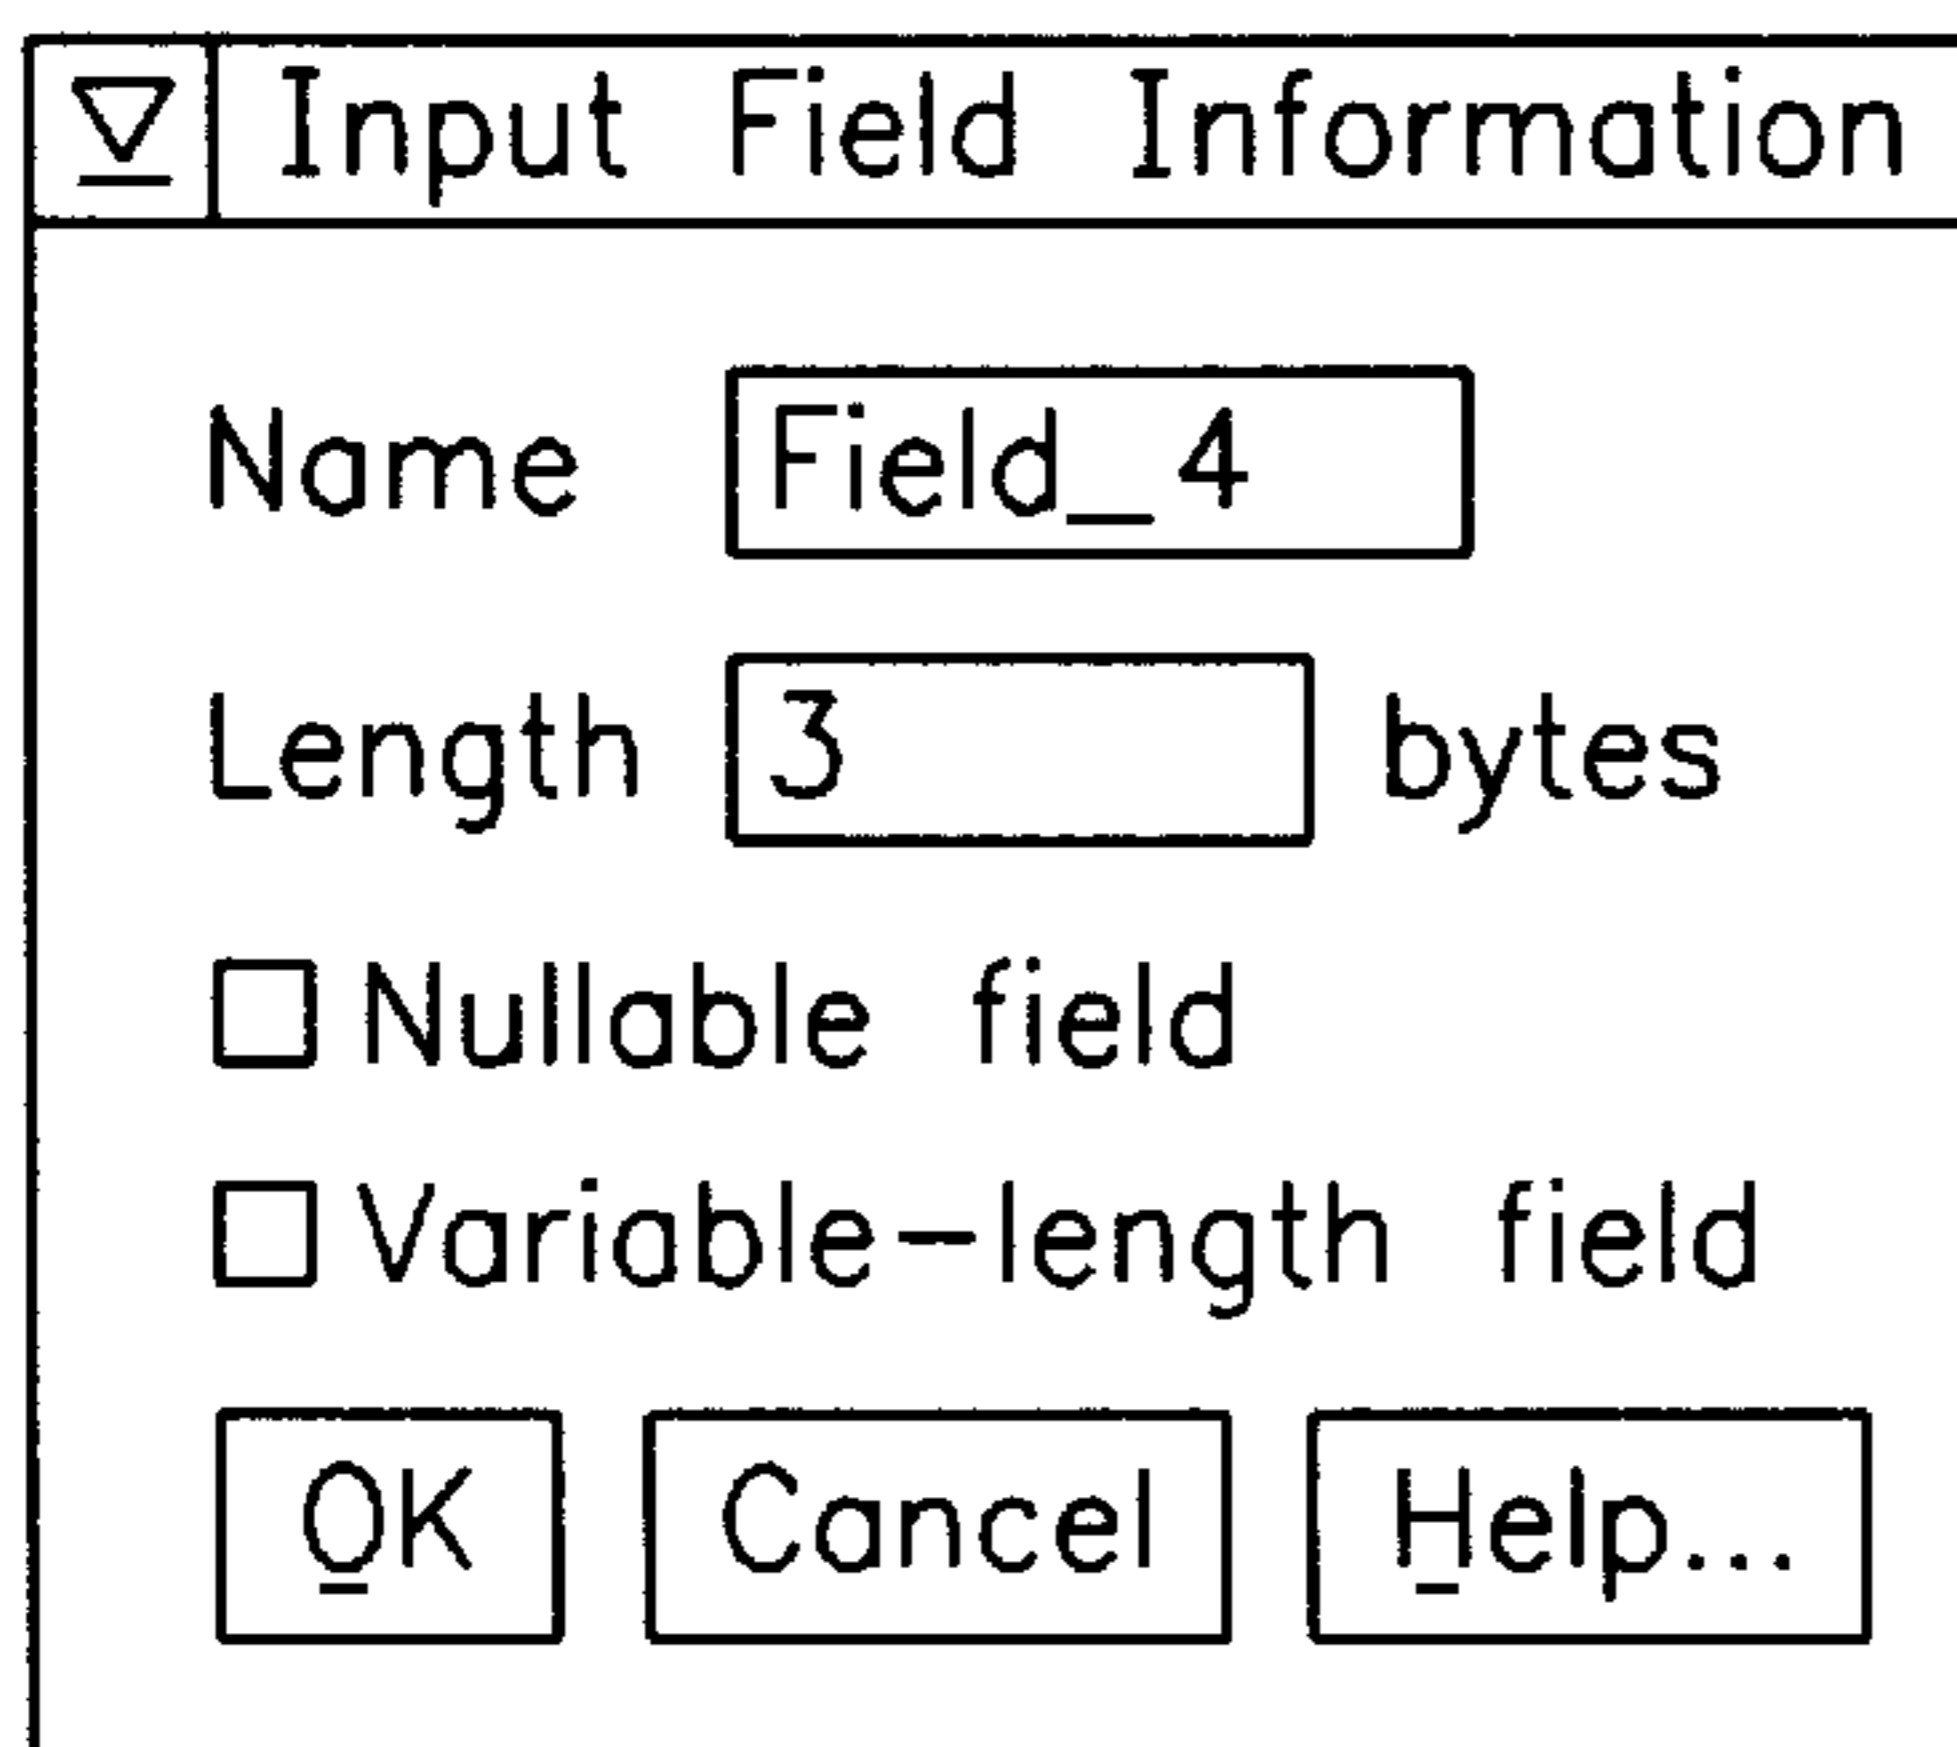 Input Field Information
Name Field_4
Length 3 bytes
Nullable field
Variable-length field
OK Cancel Help...